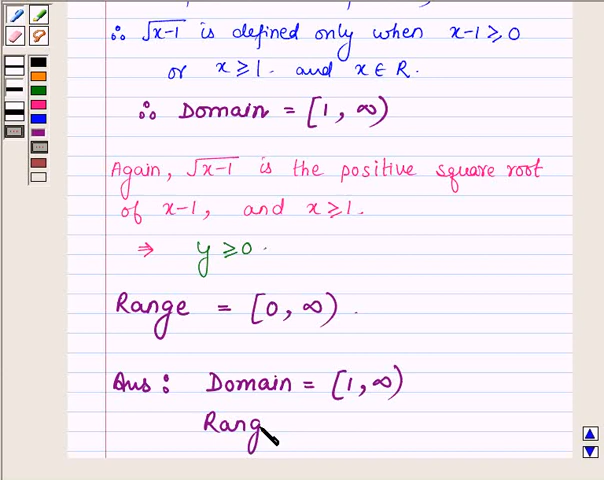 ∴ √x-1 is defined only when x-1 ≥ 0
or x ≥ 1. and x ∈ R.
∴ Domain = [1, ∞)
Again, √x-1 is the positive square root
of x-1, and x ≥ 1.
⇒ y ≥ 0.
Range = [0, ∞).
Ans: Domain = [1, ∞)
Rang